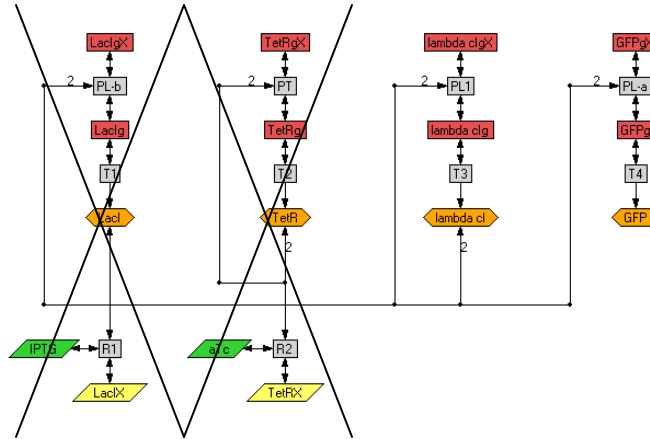 LacIgX
TetRgX
lambda cIgX
GFPgX
2
PL-b
2
PT
2
PL1
2
PL-a
LacIg
TetRg
lambda cIg
GFPg
T1
T2
T3
T4
LacI
TetR
lambda cI
GFP
2
2
IPTG
R1
aTc
R2
LacIX
TetRX